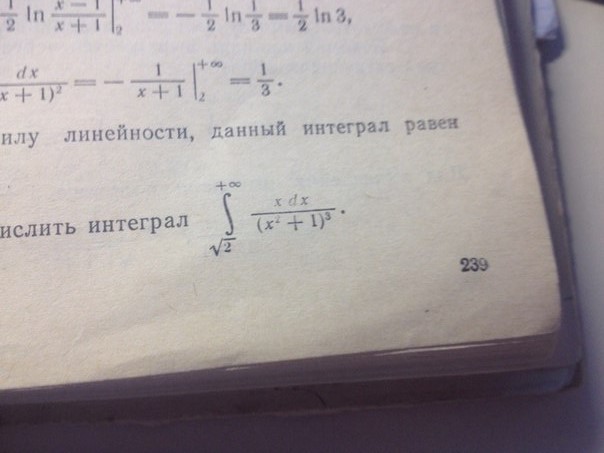 1/2 ln (x − 1)/(x + 1) |₂ = − 1/2 ln 1/3 = 1/2 ln 3,
dx/(x + 1)² = − 1/(x + 1) |₂^{+∞} = 1/3.
илу линейности, данный интеграл равен
ислить интеграл ∫_{√2}^{+∞} x dx/(x² + 1)³.
239